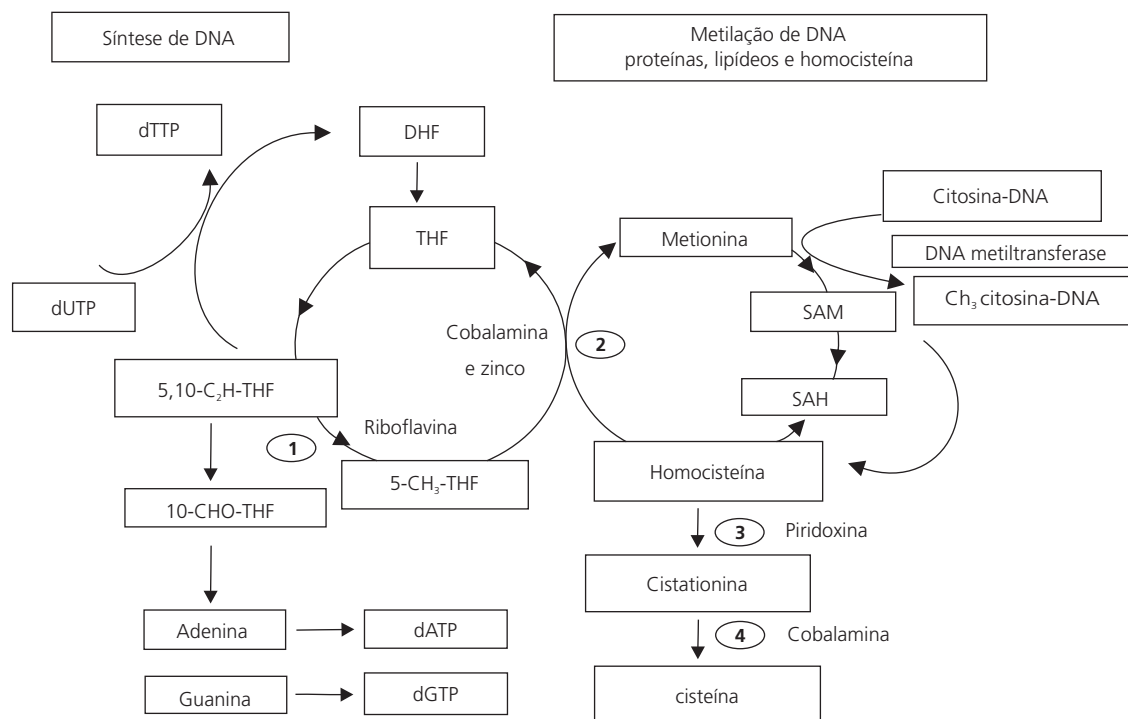 Síntese de DNA
Metilação de DNA
proteínas, lipídeos e homocisteína
dTTP
DHF
Citosina-DNA
THF
Metionina
DNA metiltransferase
dUTP
SAM
Ch₃ citosina-DNA
Cobalamina
e zinco
2
5,10-C₂H-THF
SAH
1
Riboflavina
5-CH₃-THF
Homocisteína
10-CHO-THF
3
Piridoxina
Cistationina
Adenina
dATP
4
Cobalamina
Guanina
dGTP
cisteína